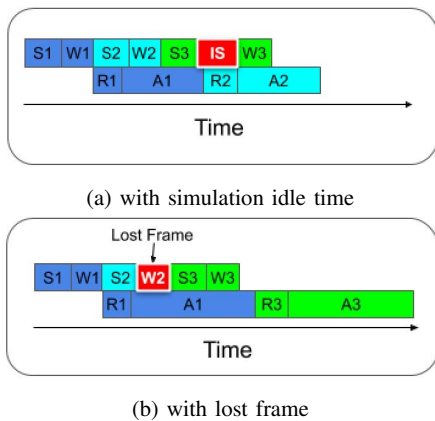 S1 W1 S2 W2 S3 IS W3
R1 A1 R2 A2
Time
(a) with simulation idle time
Lost Frame
S1 W1 S2 W2 S3 W3
R1 A1 R3 A3
Time
(b) with lost frame